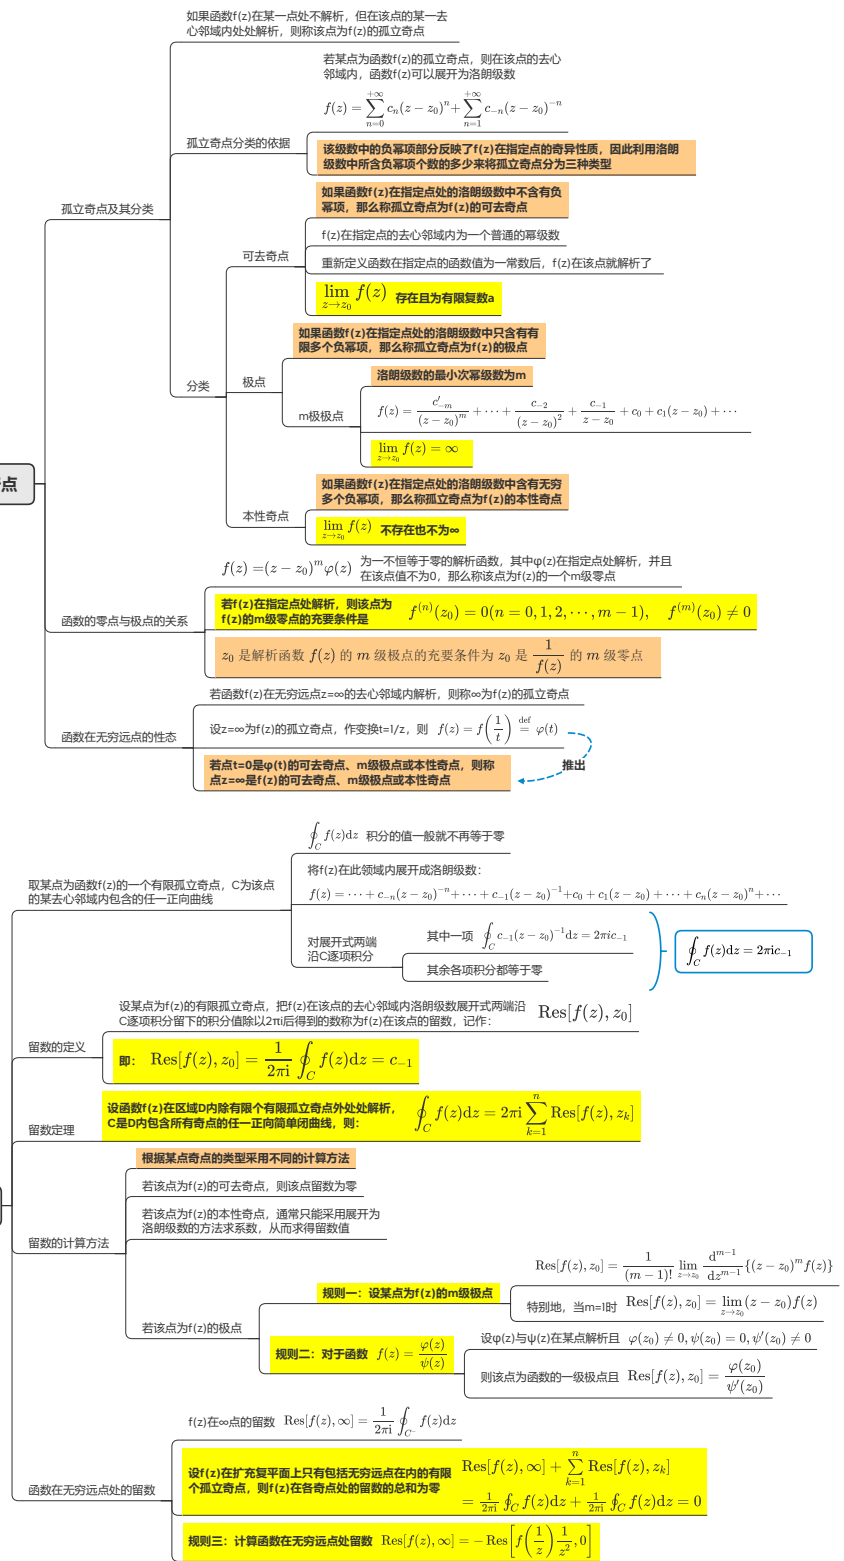 如果函数f(z)在某一点处不解析，但在该点的某一去
心邻域内处处解析，则称该点为f(z)的孤立奇点
若某点为函数f(z)的孤立奇点，则在该点的去心
邻域内，函数f(z)可以展开为洛朗级数
f(z) = \sum_{n=0}^{+∞} c_n(z − z_0)^n + \sum_{n=1}^{+∞} c_{−n}(z − z_0)^{−n}
孤立奇点分类的依据
该级数中的负幂项部分反映了f(z)在指定点的奇异性质，因此利用洛朗
级数中所含负幂项个数的多少来将孤立奇点分为三种类型
孤立奇点及其分类
如果函数f(z)在指定点处的洛朗级数中不含有负
幂项，那么称孤立奇点为f(z)的可去奇点
f(z)在指定点的去心邻域内为一个普通的幂级数
可去奇点
重新定义函数在指定点的函数值为一常数后，f(z)在该点就解析了
\lim_{z→z_0} f(z) 存在且为有限复数a
如果函数f(z)在指定点处的洛朗级数中只含有有
限多个负幂项，那么称孤立奇点为f(z)的极点
分类
极点
洛朗级数的最小次幂级数为m
m极极点
f(z) = \frac{c'_{−m}}{(z − z_0)^m} + ··· + \frac{c_{−2}}{(z − z_0)^2} + \frac{c_{−1}}{z − z_0} + c_0 + c_1(z − z_0) + ···
\lim_{z→z_0} f(z) = ∞
奇点
如果函数f(z)在指定点处的洛朗级数中含有无穷
多个负幂项，那么称孤立奇点为f(z)的本性奇点
本性奇点
\lim_{z→z_0} f(z) 不存在也不为∞
f(z) =(z − z_0)^m φ(z) 为一不恒等于零的解析函数，其中φ(z)在指定点处解析，并且
在该点值不为0，那么称该点为f(z)的一个m级零点
函数的零点与极点的关系
若f(z)在指定点处解析，则该点为
f(z)的m级零点的充要条件是
f^{(n)}(z_0) = 0(n = 0, 1, 2, ···, m − 1), f^{(m)}(z_0) ≠ 0
z_0 是解析函数 f(z) 的 m 级极点的充要条件为 z_0 是 \frac{1}{f(z)} 的 m 级零点
若函数f(z)在无穷远点z=∞的去心邻域内解析，则称∞为f(z)的孤立奇点
函数在无穷远点的性态
设z=∞为f(z)的孤立奇点，作变换t=1/z，则 f(z) = f(\frac{1}{t}) \overset{def}{=} φ(t)
推出
若点t=0是φ(t)的可去奇点、m级极点或本性奇点，则称
点z=∞是f(z)的可去奇点、m级极点或本性奇点
\oint_C f(z)dz 积分的值一般就不再等于零
取某点为函数f(z)的一个有限孤立奇点，C为该点
的某去心邻域内包含的任一正向曲线
将f(z)在此领域内展开成洛朗级数：
f(z) = ··· + c_{−n}(z − z_0)^{−n}+ ··· + c_{−1}(z − z_0)^{−1}+c_0 + c_1(z − z_0) + ··· + c_n(z − z_0)^n + ···
对展开式两端
沿C逐项积分
其中一项 \oint_C c_{−1}(z − z_0)^{−1}dz = 2πic_{−1}
其余各项积分都等于零
\oint_C f(z)dz = 2πic_{−1}
设某点为f(z)的有限孤立奇点，把f(z)在该点的去心邻域内洛朗级数展开式两端沿
C逐项积分留下的积分值除以2πi后得到的数称为f(z)在该点的留数，记作：
Res[f(z), z_0]
留数的定义
即： Res[f(z), z_0] = \frac{1}{2πi} \oint_C f(z)dz = c_{−1}
设函数f(z)在区域D内除有限个有限孤立奇点外处处解析，
C是D内包含所有奇点的任一正向简单闭曲线，则：
\oint_C f(z)dz = 2πi \sum_{k=1}^{n} Res[f(z), z_k]
留数定理
根据某点奇点的类型采用不同的计算方法
若该点为f(z)的可去奇点，则该点留数为零
若该点为f(z)的本性奇点，通常只能采用展开为
洛朗级数的方法求系数，从而求得留数值
留数的计算方法
Res[f(z), z_0] = \frac{1}{(m − 1)!} \lim_{z→z_0} \frac{d^{m−1}}{dz^{m−1}} {(z − z_0)^m f(z)}
规则一：设某点为f(z)的m级极点
特别地，当m=1时 Res[f(z), z_0] = \lim_{z→z_0}(z − z_0)f(z)
若该点为f(z)的极点
设φ(z)与ψ(z)在某点解析且 φ(z_0) ≠ 0, ψ(z_0) = 0, ψ'(z_0) ≠ 0
规则二：对于函数 f(z) = \frac{φ(z)}{ψ(z)}
则该点为函数的一级极点且 Res[f(z), z_0] = \frac{φ(z_0)}{ψ'(z_0)}
f(z)在∞点的留数 Res[f(z), ∞] = \frac{1}{2πi} \oint_{C^−} f(z)dz
函数在无穷远点处的留数
设f(z)在扩充复平面上只有包括无穷远点在内的有限
个孤立奇点，则f(z)在各奇点处的留数的总和为零
Res[f(z), ∞] + \sum_{k=1}^{n} Res[f(z), z_k]
= \frac{1}{2πi} \oint_C f(z)dz + \frac{1}{2πi} \oint_C f(z)dz = 0
规则三：计算函数在无穷远点处留数 Res[f(z), ∞] = − Res[f(\frac{1}{z})\frac{1}{z^2}, 0]